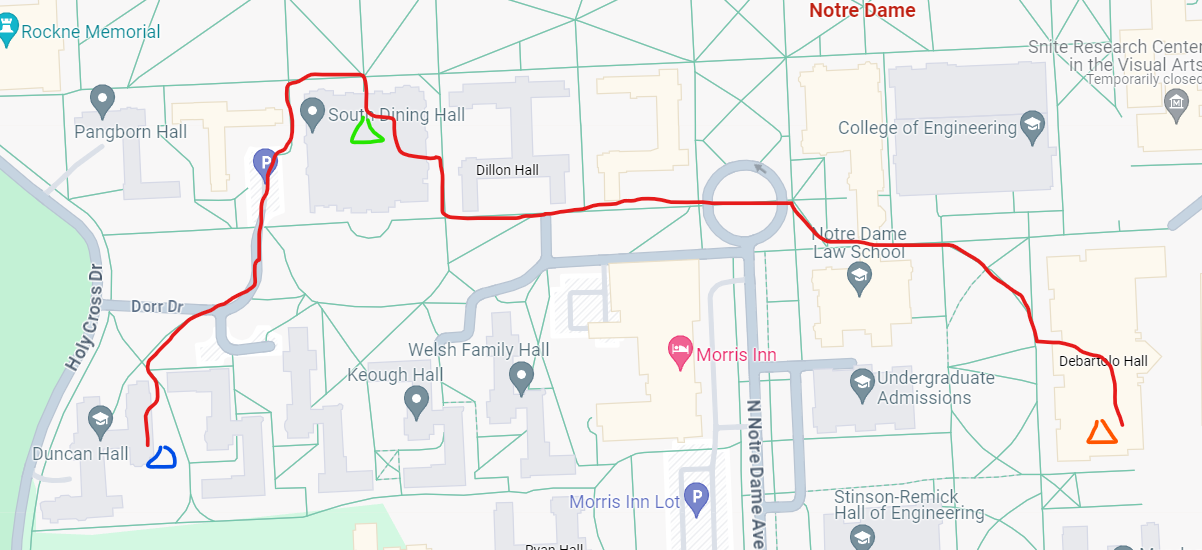 Notre Dame
Rockne Memorial
Snite Research Center
in the Visual Arts
Temporarily closed
Pangborn Hall
South Dining Hall
College of Engineering
P
Dillon Hall
Notre Dame
Law School
Holy Cross Dr
Dorr Dr
Welsh Family Hall
Morris Inn
Debartolo Hall
Keough Hall
Undergraduate
Admissions
Duncan Hall
N Notre Dame Ave
Morris Inn Lot
P
Stinson-Remick
Hall of Engineering
Ryan Hall